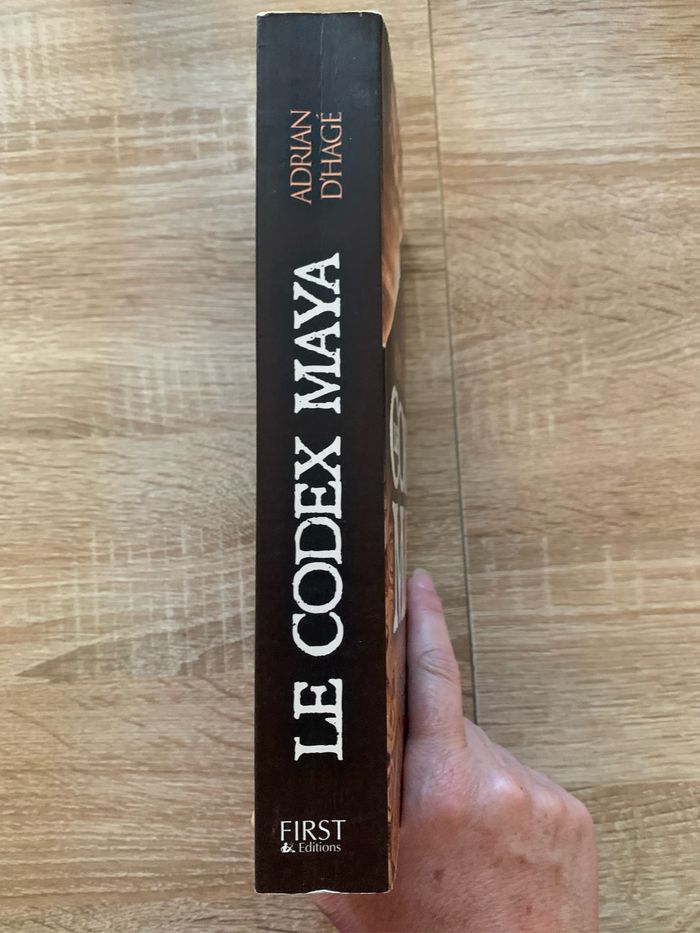 ADRIAN
D'HAGÉ
LE CODEX MAYA
FIRST
Editions